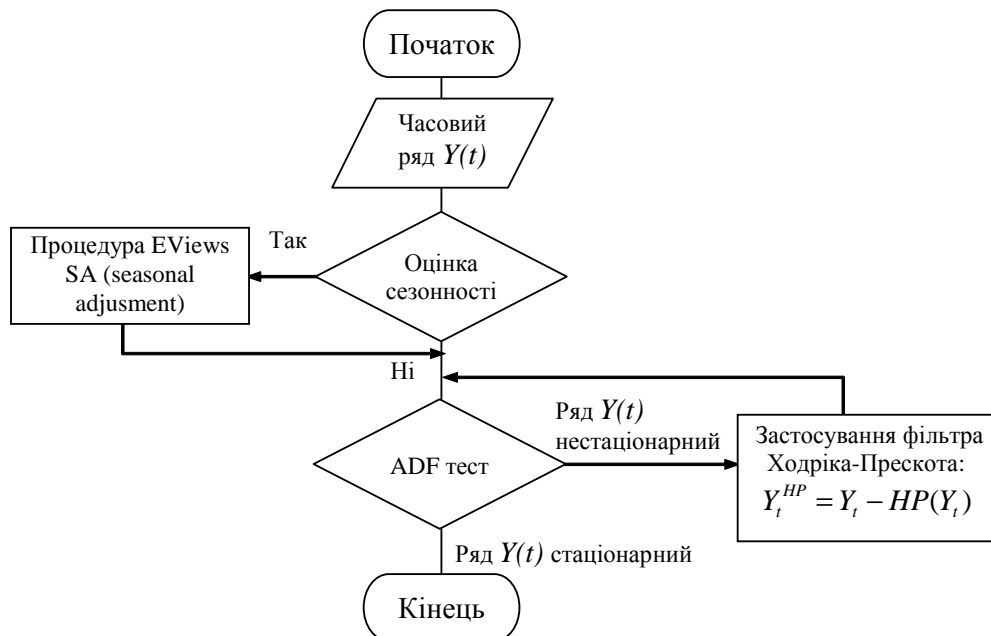 Початок
Часовий
ряд Y(t)
Процедура EViews
SA (seasonal
adjusment)
Так
Оцінка
сезонності
Ні
Ряд Y(t)
нестаціонарний
ADF тест
Застосування фільтра
Ходріка-Прескота:
Y_t^{HP} = Y_t − HP(Y_t)
Ряд Y(t) стаціонарний
Кінець